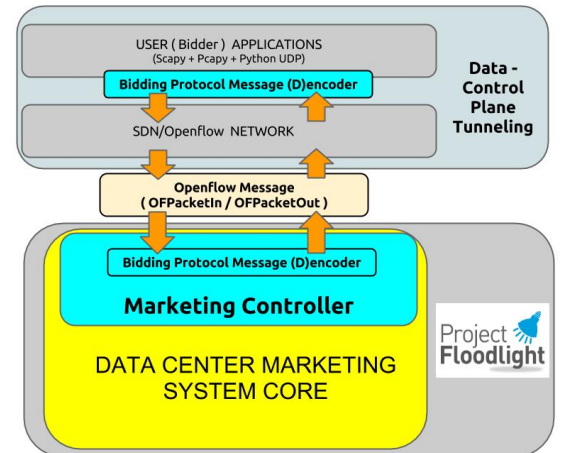 USER ( Bidder ) APPLICATIONS
(Scapy + Pcapy + Python UDP)
Bidding Protocol Message (D)encoder
SDN/Openflow NETWORK
Data -
Control
Plane
Tunneling
Openflow Message
( OFPacketIn / OFPacketOut )
Bidding Protocol Message (D)encoder
Marketing Controller
DATA CENTER MARKETING
SYSTEM CORE
Project
Floodlight